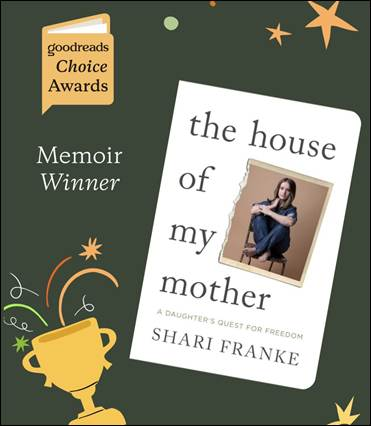 goodreads
Choice
Awards
Memoir
Winner
the house
of
my
mother
A DAUGHTER'S QUEST FOR FREEDOM
SHARI FRANKE